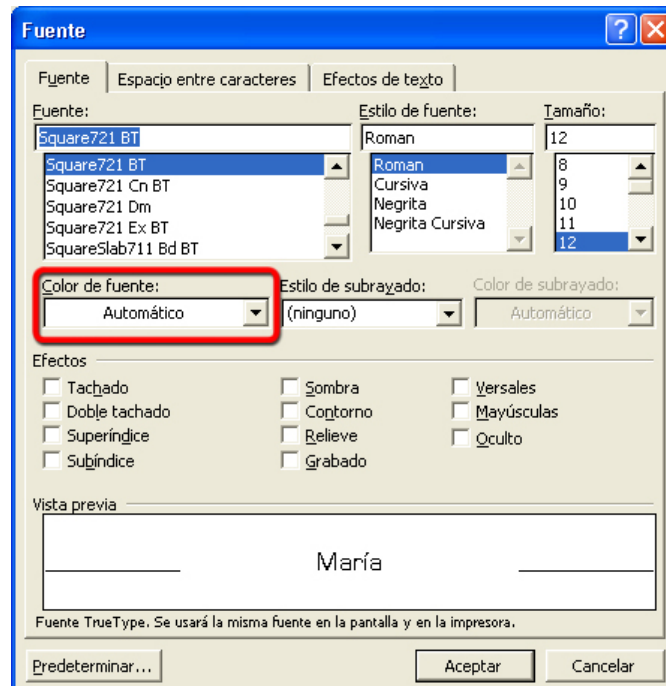 Fuente
Fuente Espacio entre caracteres Efectos de texto
Fuente: Estilo de fuente: Tamaño:
Square721 BT Roman 12
Square721 BT Roman 8
Square721 Cn BT Cursiva 9
Square721 Dm Negrita 10
Square721 Ex BT Negrita Cursiva 11
SquareSlab711 Bd BT 12
Color de fuente: Estilo de subrayado: Color de subrayado:
Automático (ninguno) Automático
Efectos
Tachado Sombra Versales
Doble tachado Contorno Mayúsculas
Superíndice Relieve Oculto
Subíndice Grabado
Vista previa
María
Fuente TrueType. Se usará la misma fuente en la pantalla y en la impresora.
Predeterminar... Aceptar Cancelar